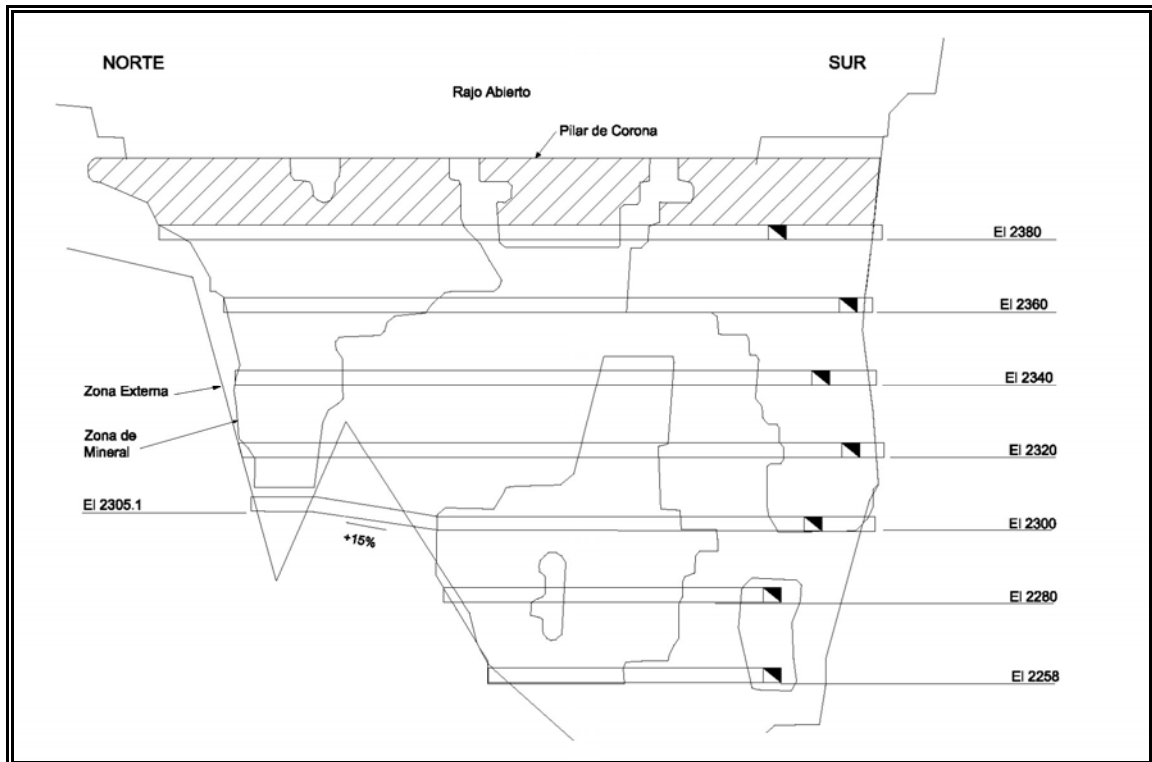 NORTE
SUR
Rajo Abierto
Pilar de Corona
El 2380
El 2360
Zona Externa
El 2340
Zona de
Mineral
El 2320
El 2305.1
+15%
El 2300
El 2280
El 2258